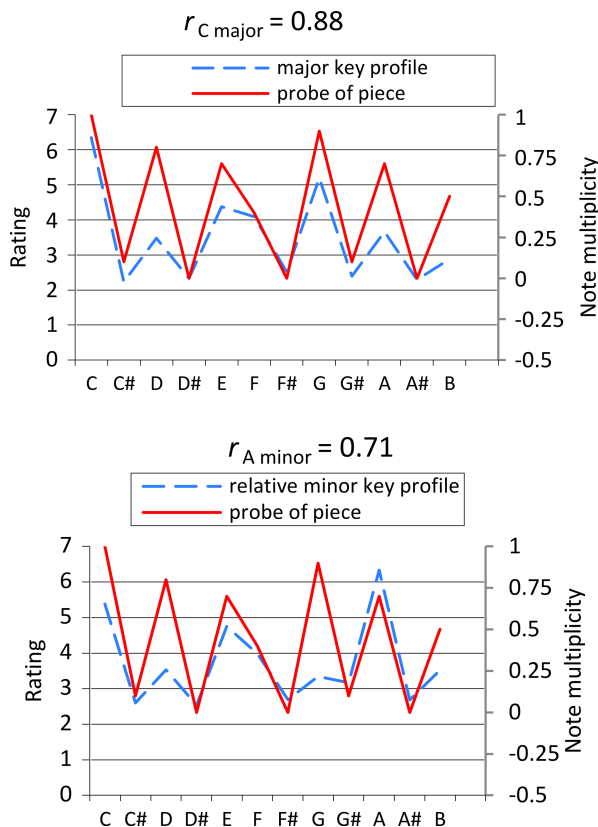 r C major = 0.88
major key profile
probe of piece
7
6
5
4
3
2
1
0
Rating
1
0.75
0.5
0.25
0
-0.25
-0.5
Note multiplicity
C C# D D# E F F# G G# A A# B
r A minor = 0.71
relative minor key profile
probe of piece
7
6
5
4
3
2
1
0
Rating
1
0.75
0.5
0.25
0
-0.25
-0.5
Note multiplicity
C C# D D# E F F# G G# A A# B